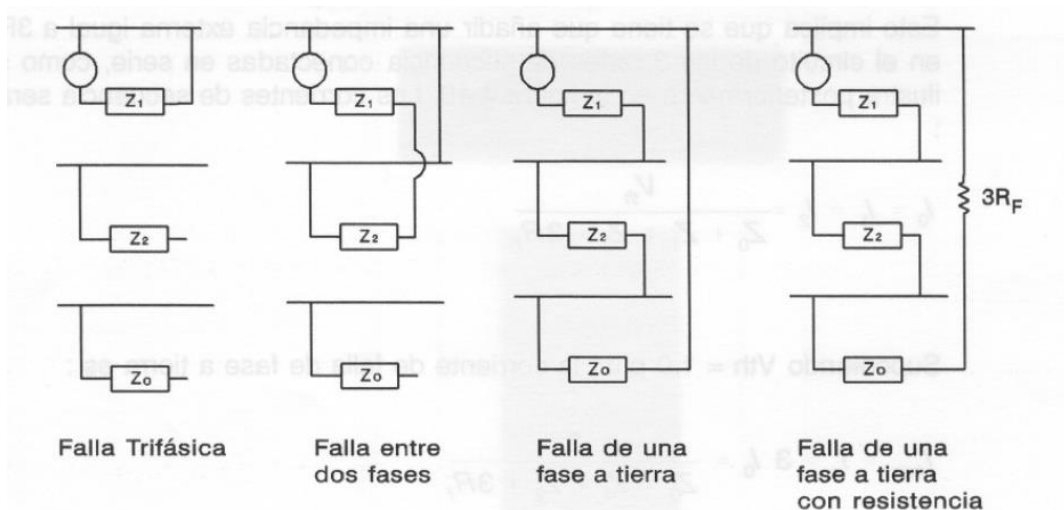 Z1
Z1
Z1
Z1
3RF
Z2
Z2
Z2
Z2
Zo
Zo
Zo
Zo
Falla Trifásica
Falla entre
dos fases
Falla de una
fase a tierra
Falla de una
fase a tierra
con resistencia